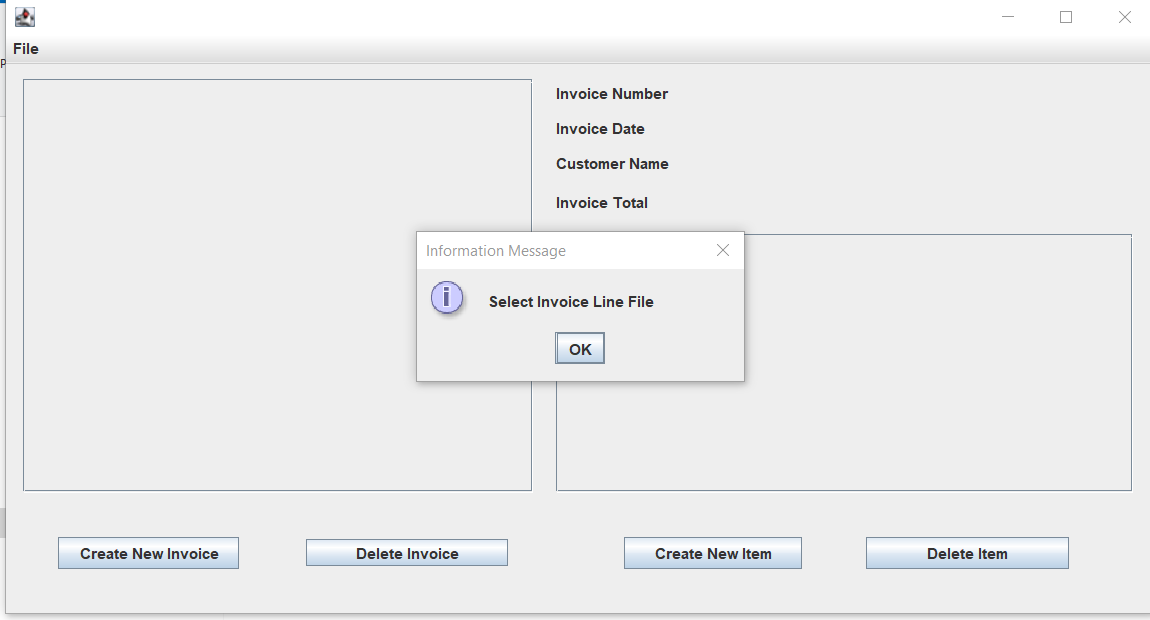 File
P
Invoice Number
Invoice Date
Customer Name
Invoice Total
Information Message
i
Select Invoice Line File
OK
Create New Invoice
Delete Invoice
Create New Item
Delete Item